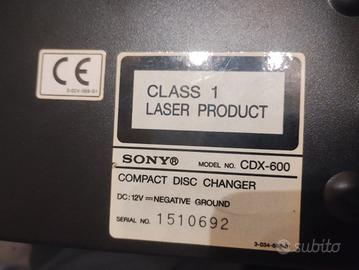 CE
CLASS 1
LASER PRODUCT
SONY®
MODEL NO. CDX-600
COMPACT DISC CHANGER
DC: 12V ⎓ NEGATIVE GROUND
SERIAL NO. 1510692
subito